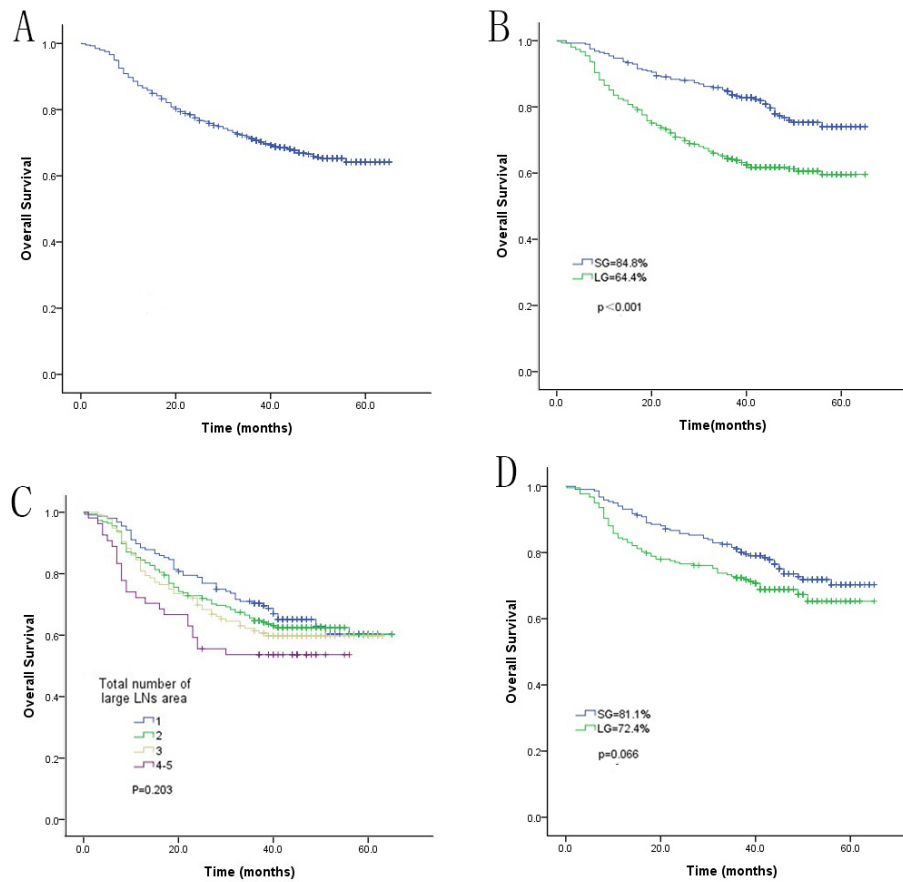 A
1.0
0.8
0.6
0.4
0.2
0.0
Overall Survival
0.0 20.0 40.0 60.0
Time (months)
B
1.0
0.8
0.6
0.4
0.2
0.0
Overall Survival
SG=84.8%
LG=64.4%
p<0.001
0.0 20.0 40.0 60.0
Time(months)
C
1.0
0.8
0.6
0.4
0.2
0.0
Overall Survival
Total number of
large LNs area
1
2
3
4-5
P=0.203
0.0 20.0 40.0 60.0
Time (months)
D
1.0
0.8
0.6
0.4
0.2
0.0
Overall Survival
SG=81.1%
LG=72.4%
p=0.066
0.0 20.0 40.0 60.0
Time (months)